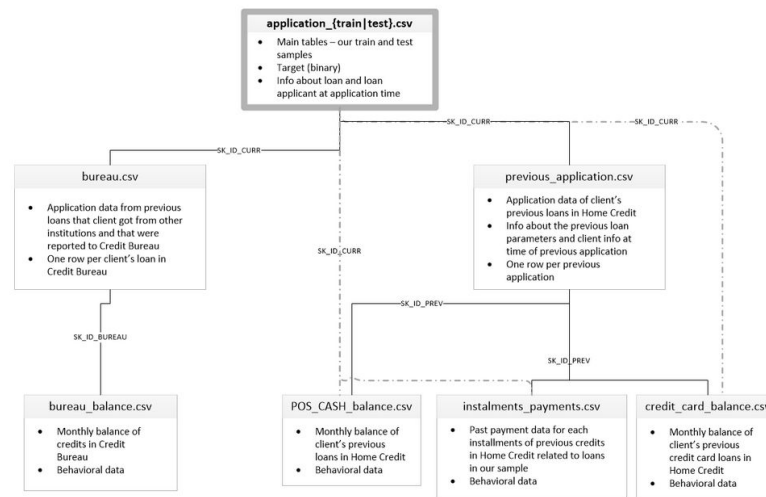 application_{train|test}.csv
• Main tables – our train and test
samples
• Target (binary)
• Info about loan and loan
applicant at application time
SK_ID_CURR
SK_ID_CURR
SK_ID_CURR
bureau.csv
• Application data from previous
loans that client got from other
institutions and that were
reported to Credit Bureau
• One row per client's loan in
Credit Bureau
previous_application.csv
• Application data of client's
previous loans in Home Credit
• Info about the previous loan
parameters and client info at
time of previous application
• One row per previous
application
SK_ID_CURR
SK_ID_PREV
SK_ID_BUREAU
SK_ID_PREV
bureau_balance.csv
• Monthly balance of
credits in Credit
Bureau
• Behavioral data
POS_CASH_balance.csv
• Monthly balance of
client's previous
loans in Home Credit
• Behavioral data
instalments_payments.csv
• Past payment data for each
installments of previous credits
in Home Credit related to loans
in our sample
• Behavioral data
credit_card_balance.csv
• Monthly balance of
client's previous
credit card loans in
Home Credit
• Behavioral data